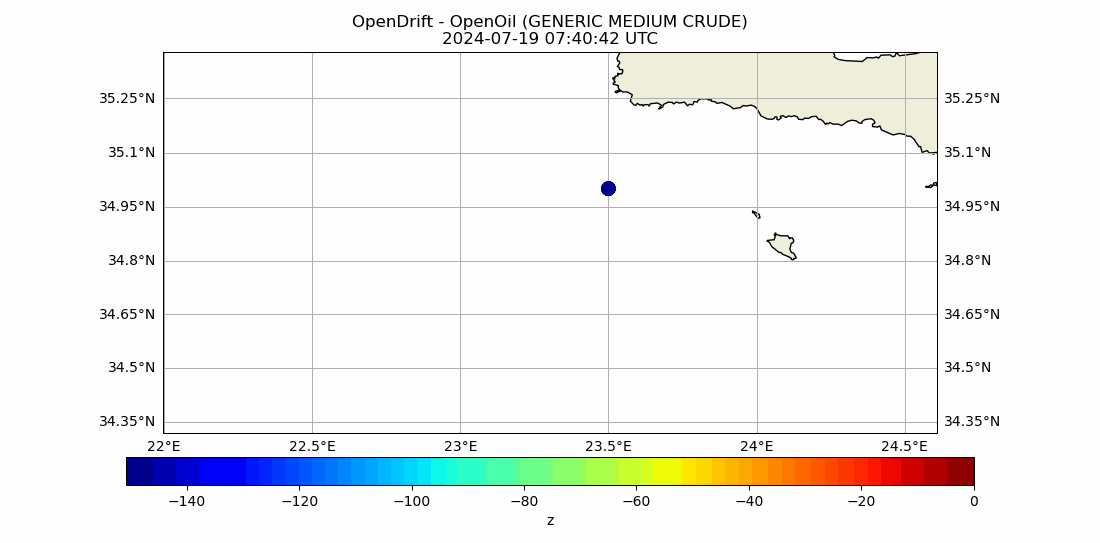 OpenDrift - OpenOil (GENERIC MEDIUM CRUDE)
2024-07-19 07:40:42 UTC
35.25°N 35.25°N
35.1°N 35.1°N
34.95°N 34.95°N
34.8°N 34.8°N
34.65°N 34.65°N
34.5°N 34.5°N
34.35°N 34.35°N
22°E 22.5°E 23°E 23.5°E 24°E 24.5°E
−140 −120 −100 −80 −60 −40 −20 0
z